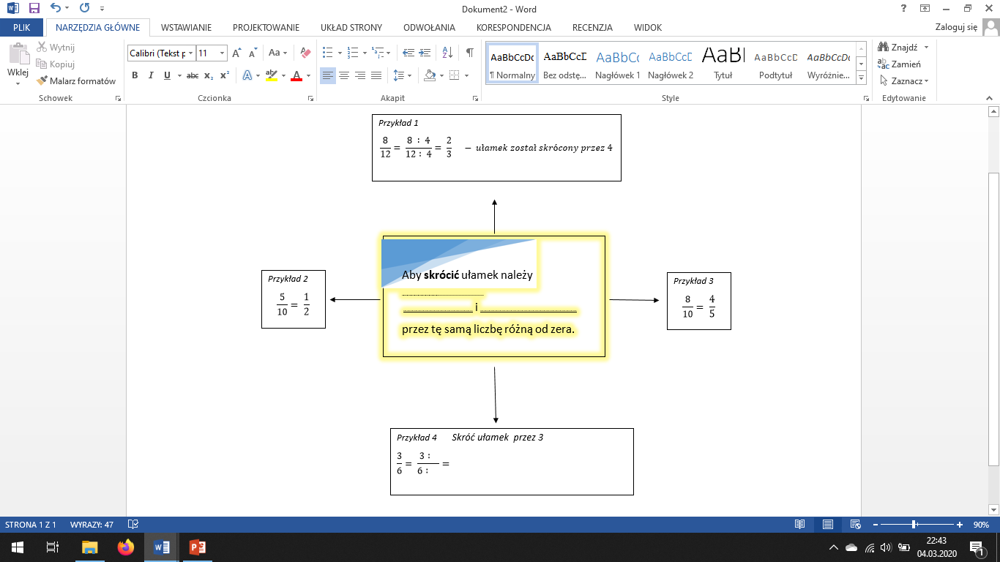 Dokument2 - Word
PLIK NARZĘDZIA GŁÓWNE WSTAWIANIE PROJEKTOWANIE UKŁAD STRONY ODWOŁANIA KORESPONDENCJA RECENZJA WIDOK Zaloguj się
Wklej
Wytnij
Kopiuj
Malarz formatów
Schowek
Calibri (Tekst p 11
B I U abc x₂ x²
Czcionka
Akapit
AaBbCcDc AaBbCcD AaBbCc AaBbCcD AaBl AaBbCcD AaBbCcDc
¶ Normalny Bez odstę... Nagłówek 1 Nagłówek 2 Tytuł Podtytuł Wyróżnie...
Style
Znajdź
Zamień
Zaznacz
Edytowanie
Przykład 1
8/12 = 8 : 4/12 : 4 = 2/3 − ułamek został skrócony przez 4
Przykład 2
5/10 = 1/2
Aby skrócić ułamek należy
i
przez tę samą liczbę różną od zera.
Przykład 3
8/10 = 4/5
Przykład 4 Skróć ułamek przez 3
3/6 = 3 :/6 : =
STRONA 1 Z 1 WYRAZY: 47 90%
22:43
04.03.2020
1